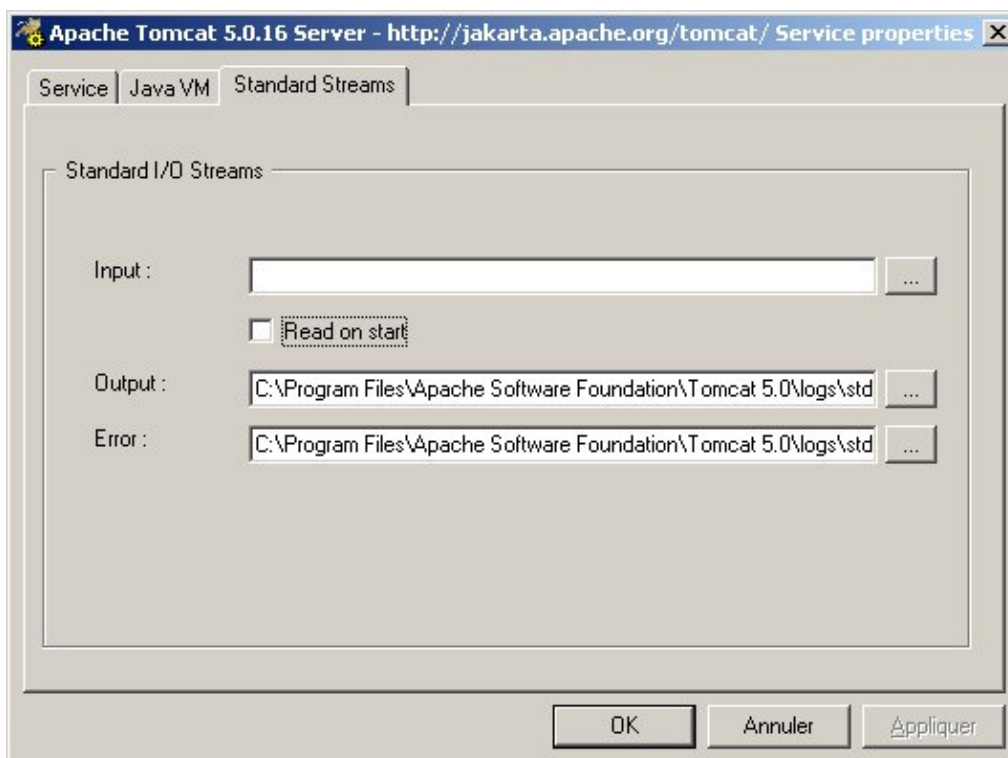 Apache Tomcat 5.0.16 Server - http://jakarta.apache.org/tomcat/ Service properties
Service Java VM Standard Streams
Standard I/O Streams
Input :
...
Read on start
Output : C:\Program Files\Apache Software Foundation\Tomcat 5.0\logs\std ...
Error : C:\Program Files\Apache Software Foundation\Tomcat 5.0\logs\std ...
OK Annuler Appliquer